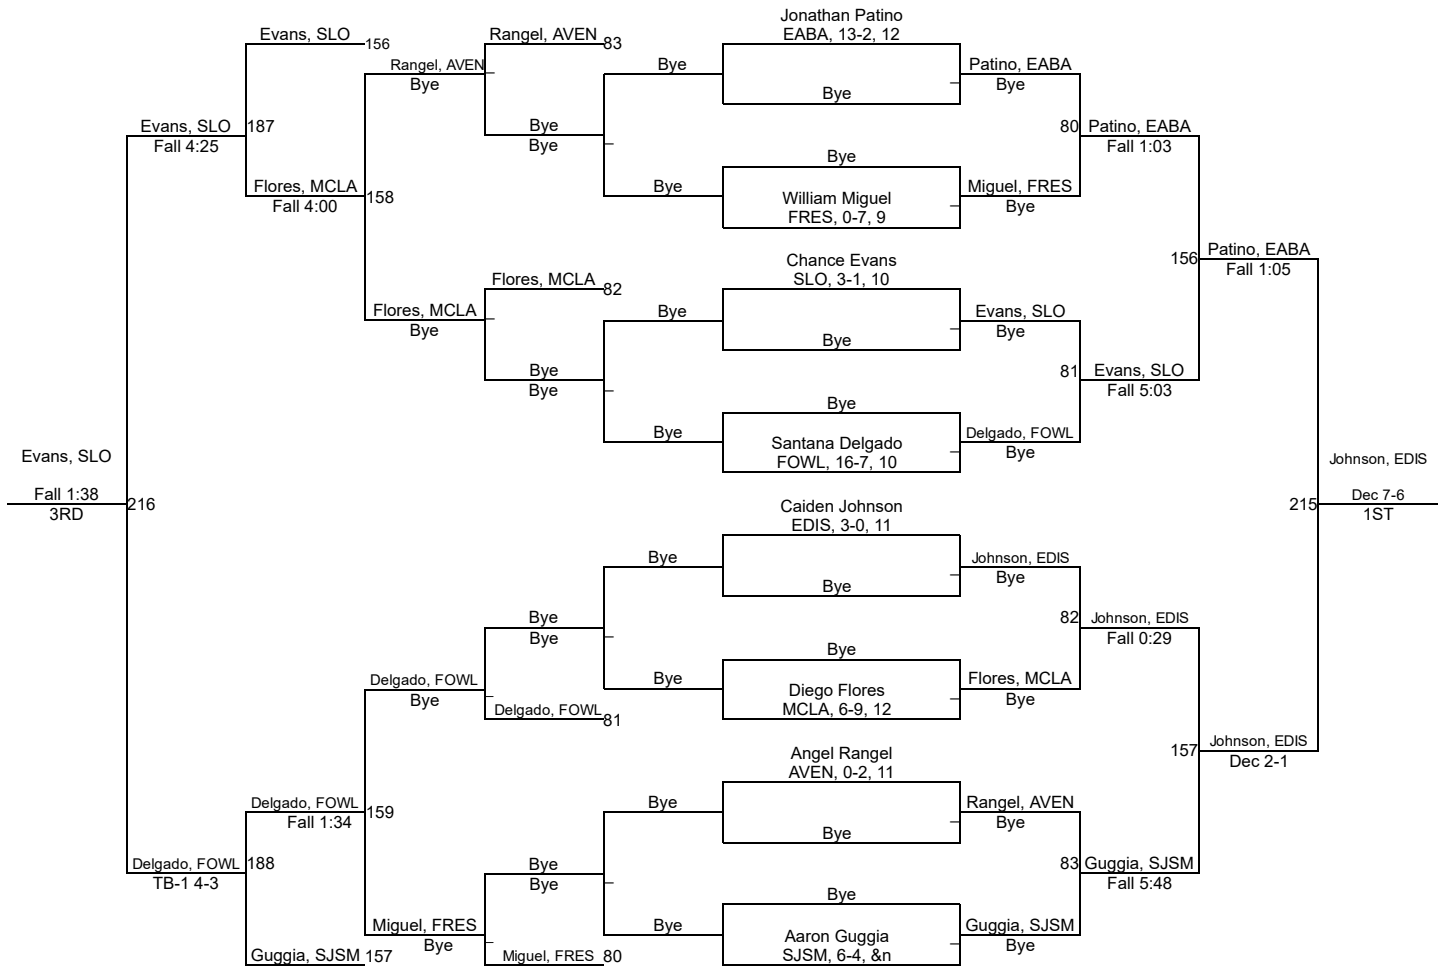 Jonathan Patino
EABA, 13-2, 12
Evans, SLO
156
Rangel, AVEN
83
Rangel, AVEN
Bye
Bye
Bye
Patino, EABA
Bye
Evans, SLO
187
Fall 4:25
Bye
Bye
80
Patino, EABA
Fall 1:03
Bye
Flores, MCLA
Fall 4:00
158
Bye
William Miguel
FRES, 0-7, 9
Miguel, FRES
Bye
Chance Evans
SLO, 3-1, 10
156
Patino, EABA
Fall 1:05
Flores, MCLA
82
Flores, MCLA
Bye
Bye
Bye
Evans, SLO
Bye
Bye
Bye
81
Evans, SLO
Fall 5:03
Bye
Bye
Santana Delgado
FOWL, 16-7, 10
Delgado, FOWL
Bye
Evans, SLO
Johnson, EDIS
Fall 1:38
3RD
216
215
Dec 7-6
1ST
Caiden Johnson
EDIS, 3-0, 11
Bye
Bye
Johnson, EDIS
Bye
Bye
Bye
82
Johnson, EDIS
Fall 0:29
Bye
Delgado, FOWL
Bye
Bye
Diego Flores
MCLA, 6-9, 12
Flores, MCLA
Bye
Delgado, FOWL
81
157
Johnson, EDIS
Dec 2-1
Angel Rangel
AVEN, 0-2, 11
Delgado, FOWL
Fall 1:34
159
Bye
Bye
Rangel, AVEN
Bye
Delgado, FOWL
188
TB-1 4-3
Bye
Bye
83
Guggia, SJSM
Fall 5:48
Bye
Miguel, FRES
Bye
Bye
Aaron Guggia
SJSM, 6-4, &n
Guggia, SJSM
Bye
Guggia, SJSM
157
Miguel, FRES
80